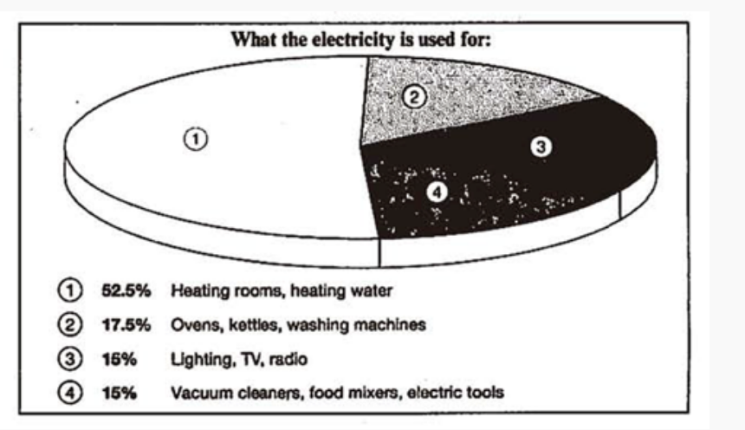 What the electricity is used for:
① ② ③ ④
① 52.5% Heating rooms, heating water
② 17.5% Ovens, kettles, washing machines
③ 15% Lighting, TV, radio
④ 15% Vacuum cleaners, food mixers, electric tools